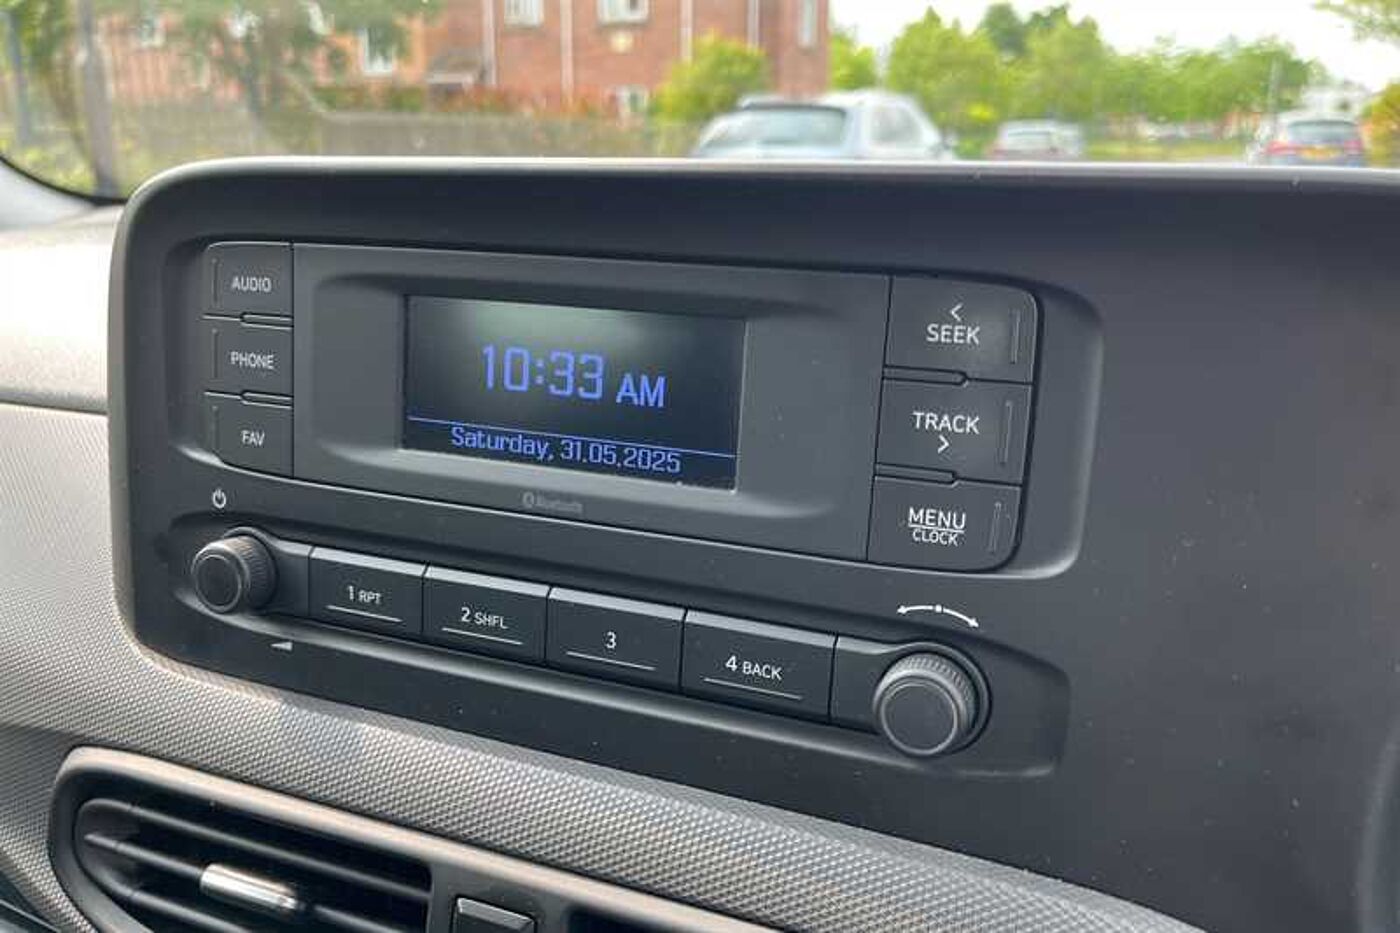 AUDIO
PHONE
FAV
10:33 AM
Saturday, 31.05.2025
Bluetooth
SEEK
TRACK
MENU
CLOCK
1 RPT
2 SHFL
3
4 BACK